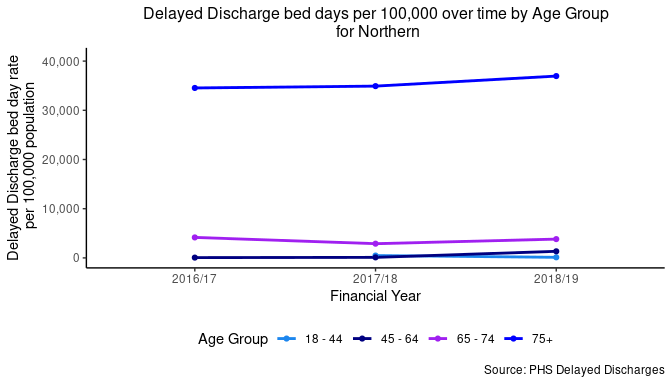 Delayed Discharge bed days per 100,000 over time by Age Group
for Northern
Delayed Discharge bed day rate
per 100,000 population
40,000
30,000
20,000
10,000
0
2016/17
2017/18
2018/19
Financial Year
Age Group
18 - 44
45 - 64
65 - 74
75+
Source: PHS Delayed Discharges